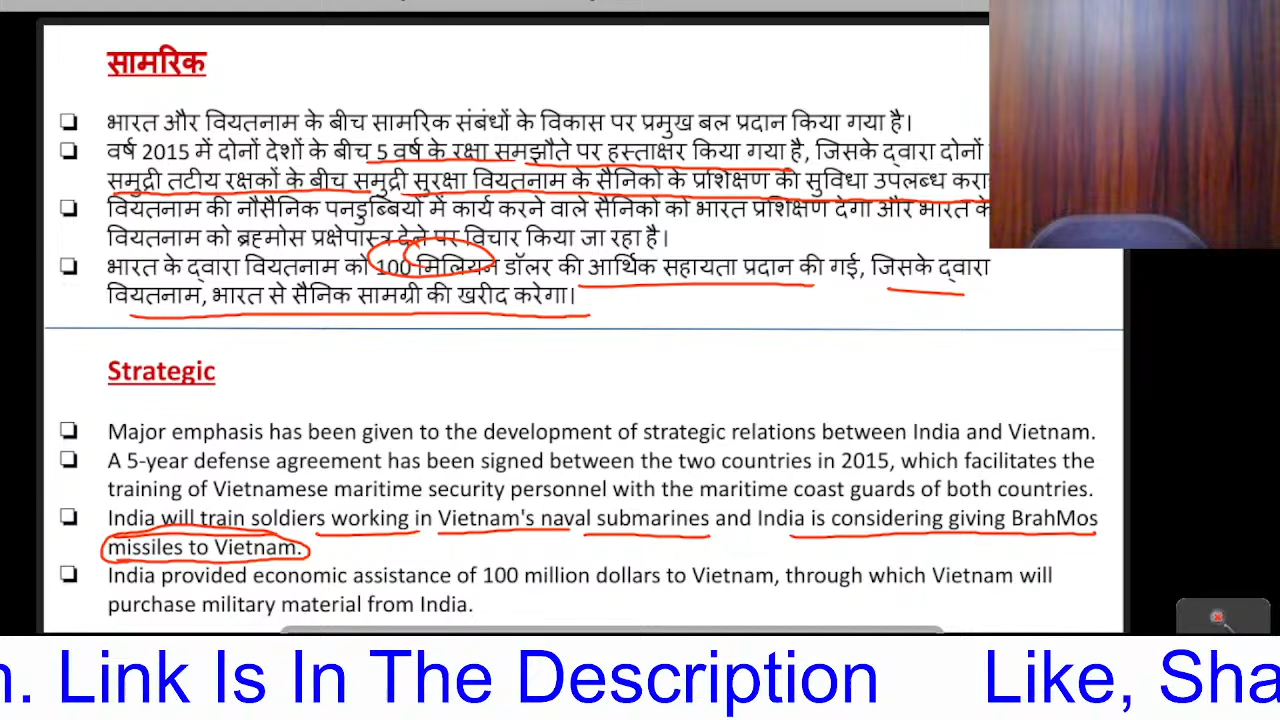 सामरिक
❑ भारत और वियतनाम के बीच सामरिक संबंधों के विकास पर प्रमुख बल प्रदान किया गया है।
❑ वर्ष 2015 में दोनों देशों के बीच 5 वर्ष के रक्षा समझौते पर हस्ताक्षर किया गया है, जिसके द्वारा दोनों
समुद्री तटीय रक्षकों के बीच समुद्री सुरक्षा वियतनाम के सैनिकों के प्रशिक्षण की सुविधा उपलब्ध करा
❑ वियतनाम की नौसैनिक पनडुब्बियों में कार्य करने वाले सैनिकों को भारत प्रशिक्षण देगा और भारत के
वियतनाम को ब्रह्मोस प्रक्षेपास्त्र देने पर विचार किया जा रहा है।
❑ भारत के द्वारा वियतनाम को 100 मिलियन डॉलर की आर्थिक सहायता प्रदान की गई, जिसके द्वारा
वियतनाम, भारत से सैनिक सामग्री की खरीद करेगा।
Strategic
❑ Major emphasis has been given to the development of strategic relations between India and Vietnam.
❑ A 5-year defense agreement has been signed between the two countries in 2015, which facilitates the
training of Vietnamese maritime security personnel with the maritime coast guards of both countries.
❑ India will train soldiers working in Vietnam's naval submarines and India is considering giving BrahMos
missiles to Vietnam.
❑ India provided economic assistance of 100 million dollars to Vietnam, through which Vietnam will
purchase military material from India.
n. Link Is In The Description Like, Sha